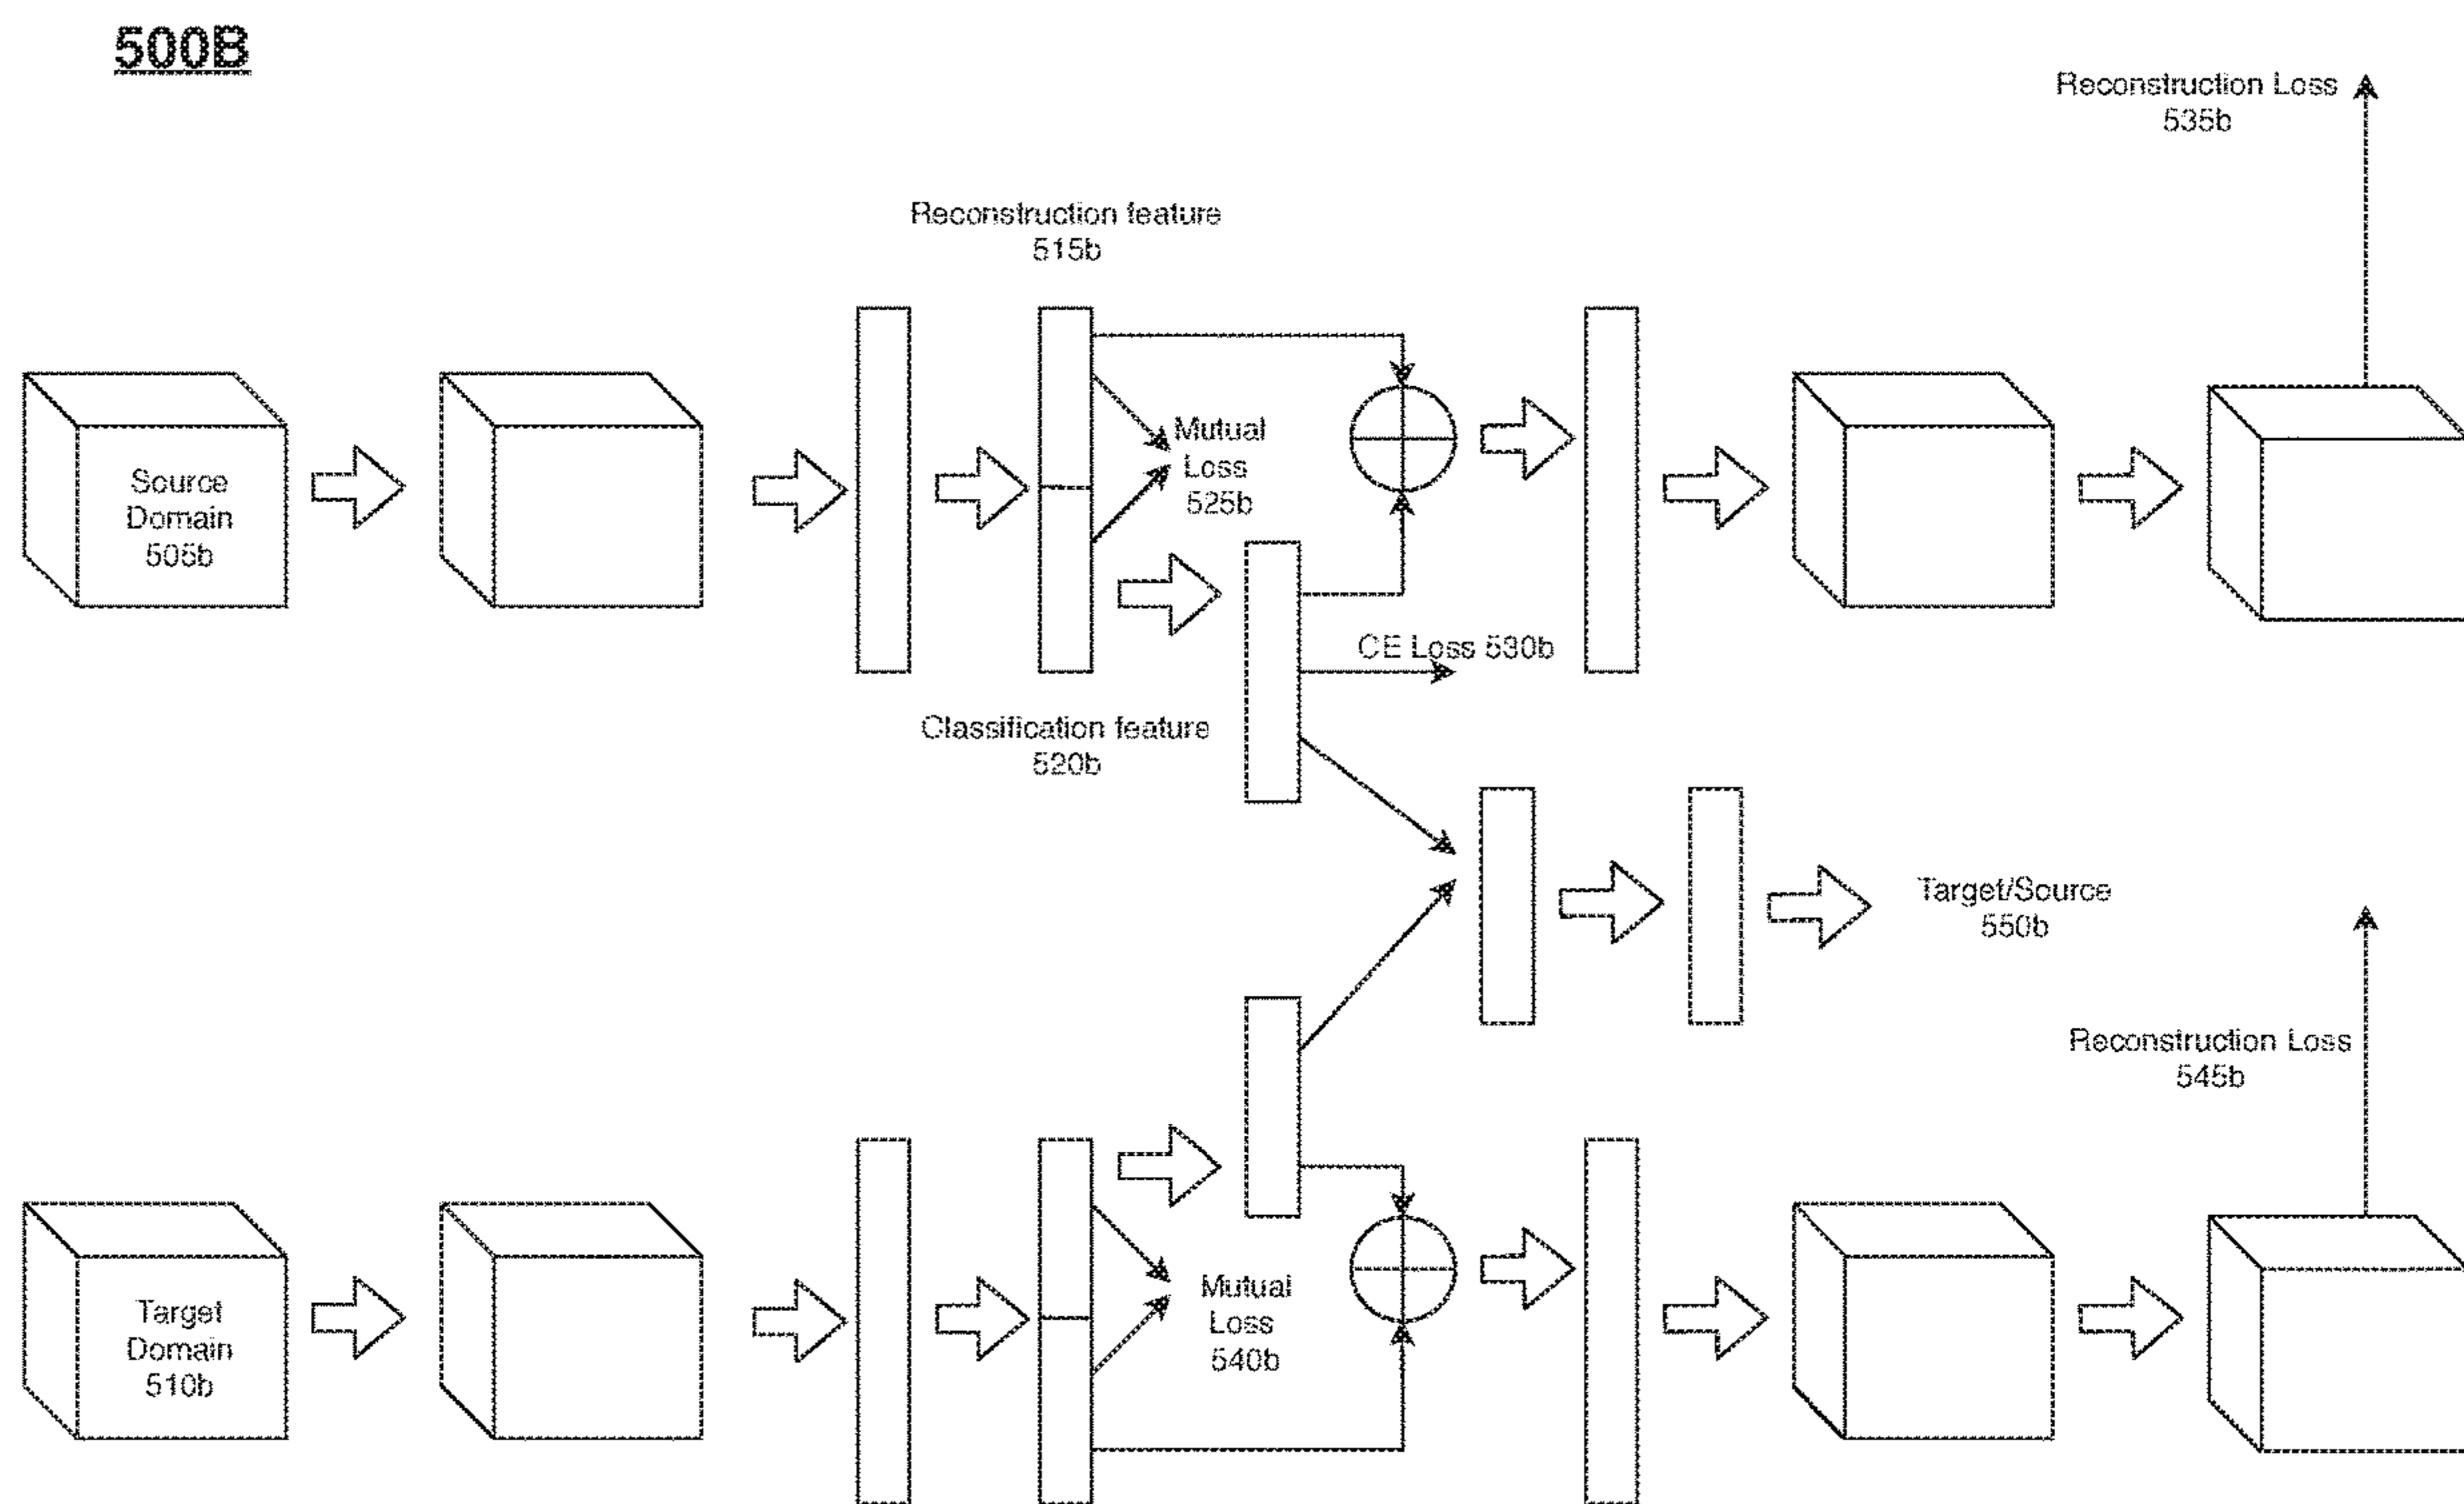 500B
Reconstruction Loss
535b
Reconstruction feature
515b
Mutual
Loss
525b
Source
Domain
505b
CE Loss 530b
Classification feature
520b
Target/Source
550b
Reconstruction Loss
545b
Mutual
Loss
540b
Target
Domain
510b